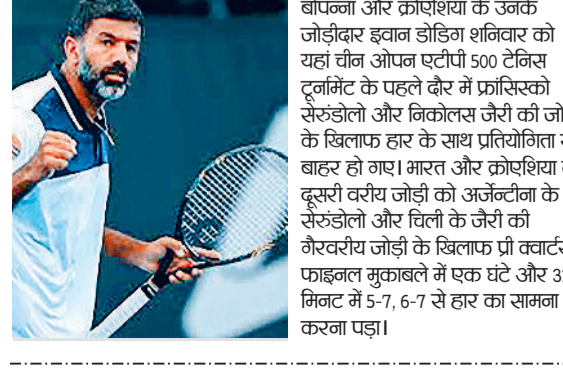 बोपन्ना और क्रोएशिया के उनके
जोड़ीदार इवान डोडिग शनिवार को
यहां चीन ओपन एटीपी 500 टेनिस
टूर्नामेंट के पहले दौर में फ्रांसिस्को
सेरुंडोलो और निकोलस जैरी की
के खिलाफ हार के साथ प्रतियोगिता
बाहर हो गए। भारत और क्रोएशिया
दूसरी वरीय जोड़ी को अर्जेन्टीना के
सेरुंडोलो और चिली के जैरी की
गैरवरीय जोड़ी के खिलाफ प्री
फाइनल मुकाबले में एक घंटे और
मिनट में 5-7, 6-7 से हार का सामना
करना पड़ा।